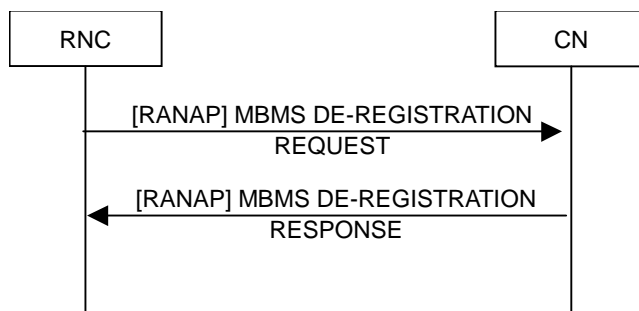 RNC
CN
[RANAP] MBMS DE-REGISTRATION
REQUEST
[RANAP] MBMS DE-REGISTRATION
RESPONSE